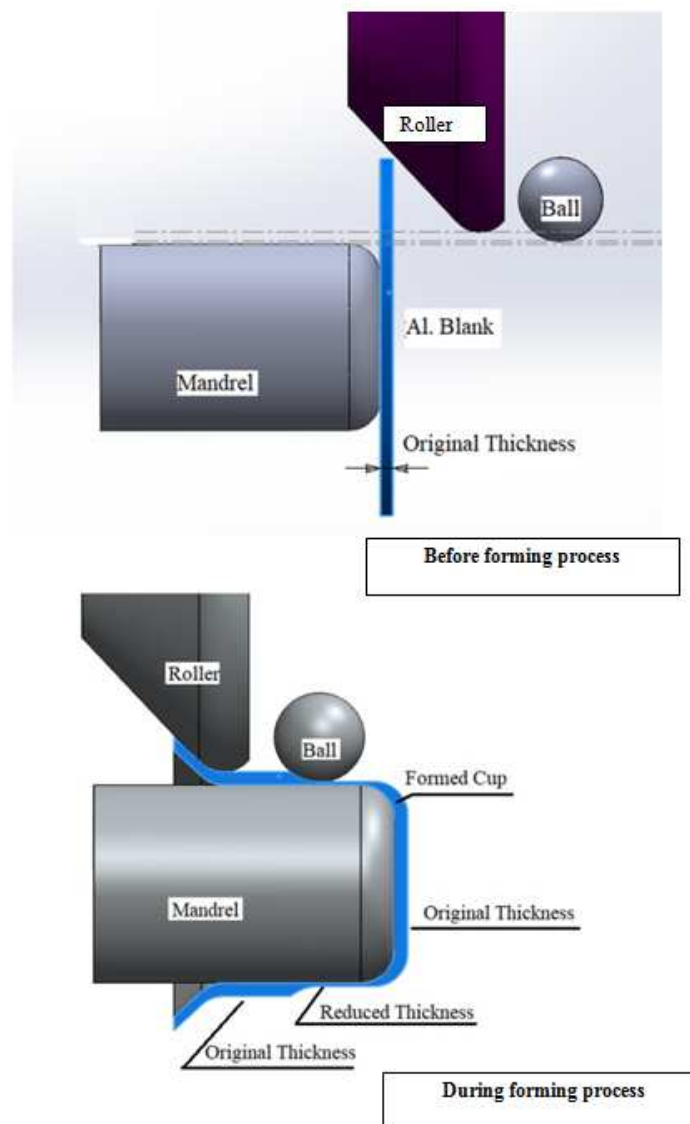 Roller
Ball
Al. Blank
Mandrel
Original Thickness
Before forming process
Roller
Ball
Formed Cup
Mandrel
Original Thickness
Reduced Thickness
Original Thickness
During forming process